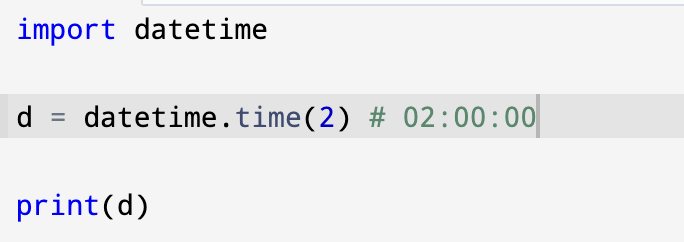 import datetime
d = datetime.time(2) # 02:00:00
print(d)